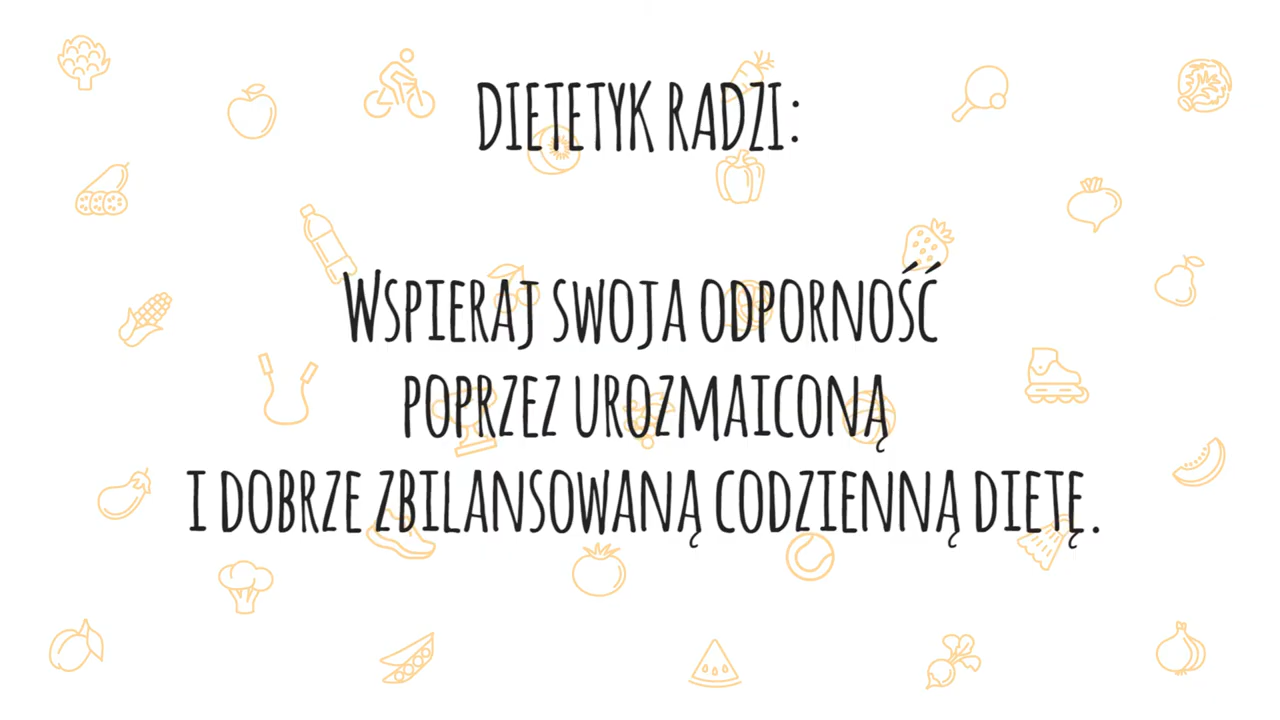 DIETETYK RADZI:
WSPIERAJ SWOJA ODPORNOŚĆ
POPRZEZ UROZMAICONĄ
I DOBRZE ZBILANSOWANĄ CODZIENNĄ DIETĘ.